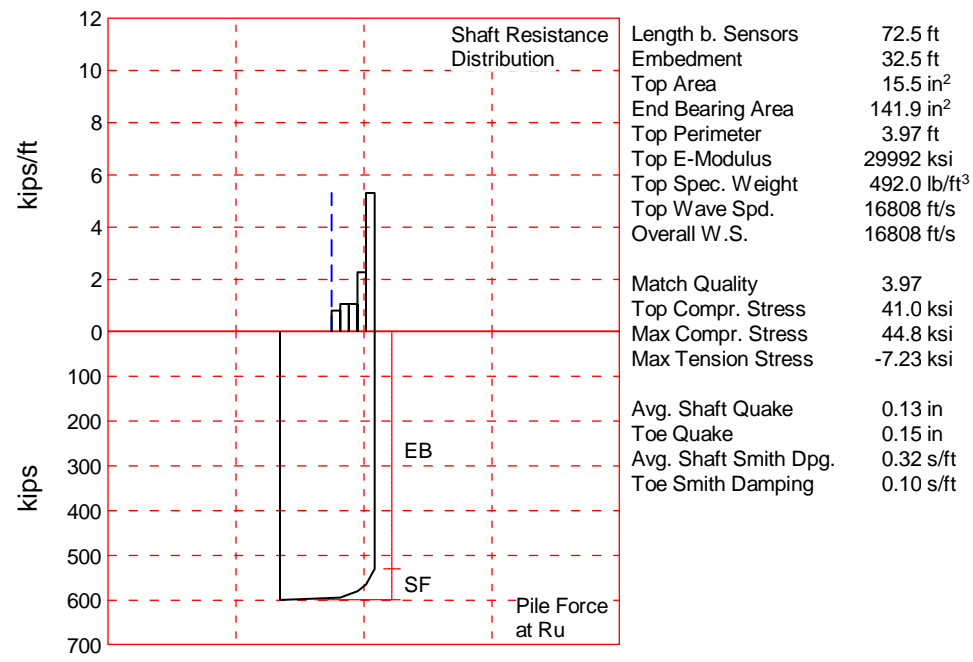 12
10
8
6
4
2
0
100
200
300
400
500
600
700
kips/ft
kips
Shaft Resistance
Distribution
EB
SF
Pile Force
at Ru
Length b. Sensors 72.5 ft
Embedment 32.5 ft
Top Area 15.5 in²
End Bearing Area 141.9 in²
Top Perimeter 3.97 ft
Top E-Modulus 29992 ksi
Top Spec. Weight 492.0 lb/ft³
Top Wave Spd. 16808 ft/s
Overall W.S. 16808 ft/s
Match Quality 3.97
Top Compr. Stress 41.0 ksi
Max Compr. Stress 44.8 ksi
Max Tension Stress -7.23 ksi
Avg. Shaft Quake 0.13 in
Toe Quake 0.15 in
Avg. Shaft Smith Dpg. 0.32 s/ft
Toe Smith Damping 0.10 s/ft